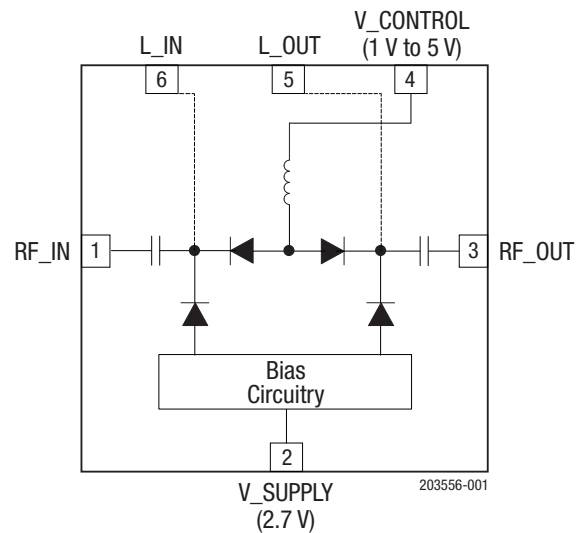 V_CONTROL
L_IN
L_OUT
(1 V to 5 V)
6
5
4
RF_IN
1
3
RF_OUT
Bias
Circuitry
2
203556-001
V_SUPPLY
(2.7 V)